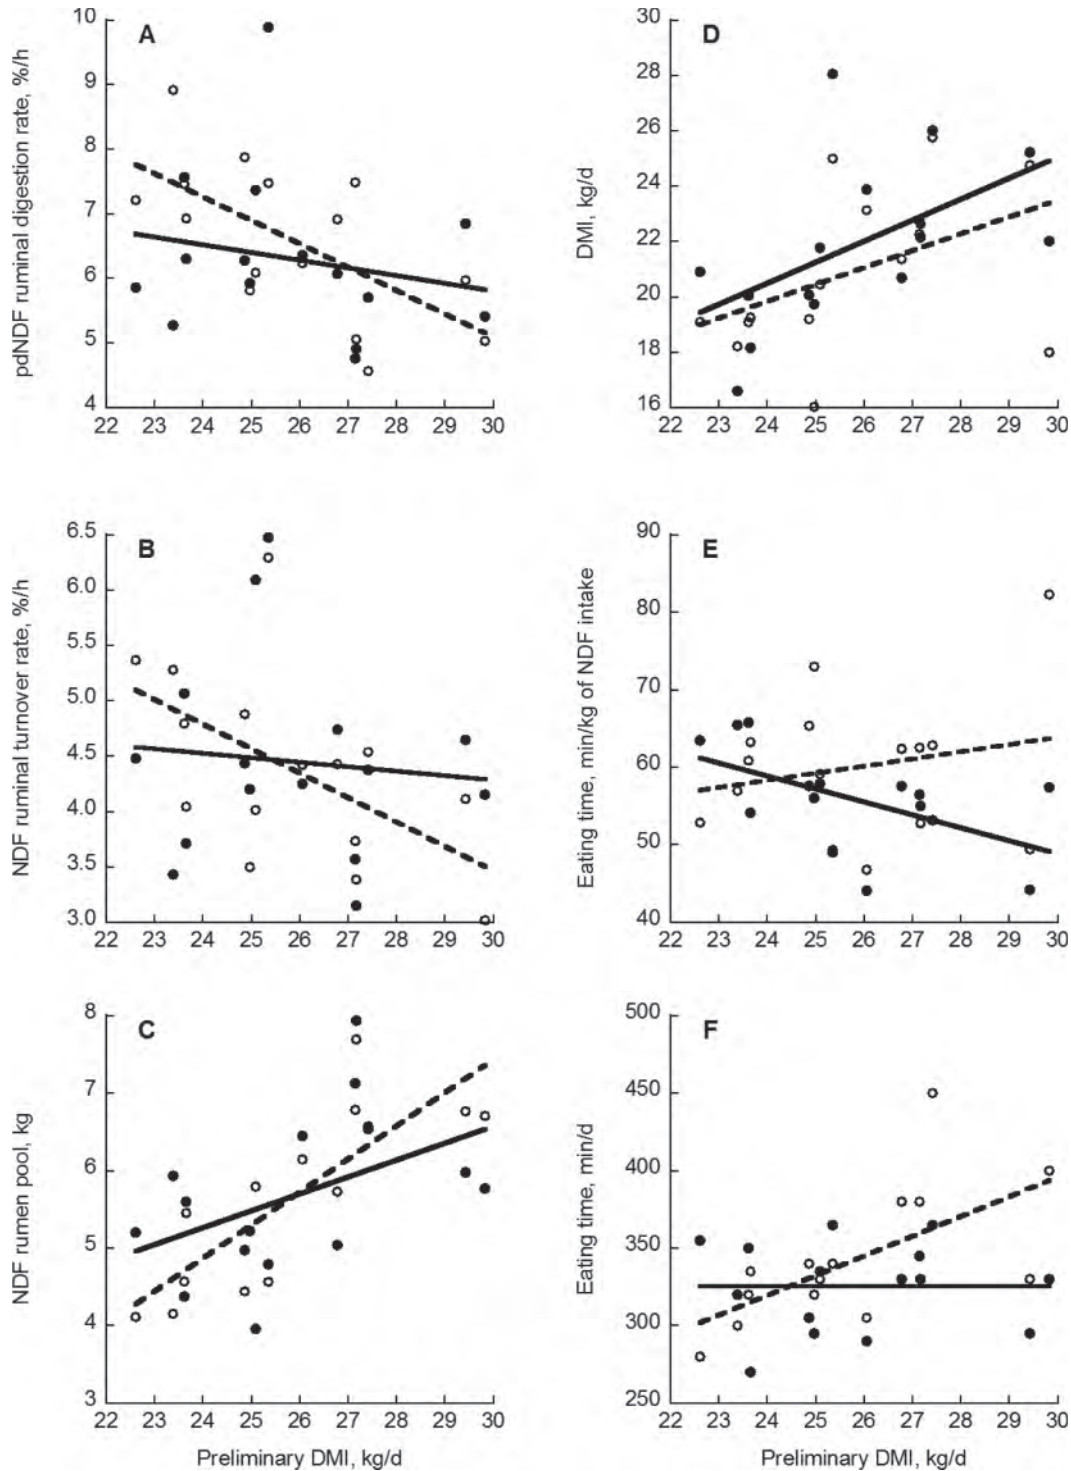 A
pdNDF ruminal digestion rate, %/h
10
9
8
7
6
5
4
22 23 24 25 26 27 28 29 30
D
DMI, kg/d
30
28
26
24
22
20
18
16
22 23 24 25 26 27 28 29 30
B
NDF ruminal turnover rate, %/h
6.5
6.0
5.5
5.0
4.5
4.0
3.5
3.0
22 23 24 25 26 27 28 29 30
E
Eating time, min/kg of NDF intake
90
80
70
60
50
40
22 23 24 25 26 27 28 29 30
C
NDF rumen pool, kg
8
7
6
5
4
3
22 23 24 25 26 27 28 29 30
Preliminary DMI, kg/d
F
Eating time, min/d
500
450
400
350
300
250
22 23 24 25 26 27 28 29 30
Preliminary DMI, kg/d